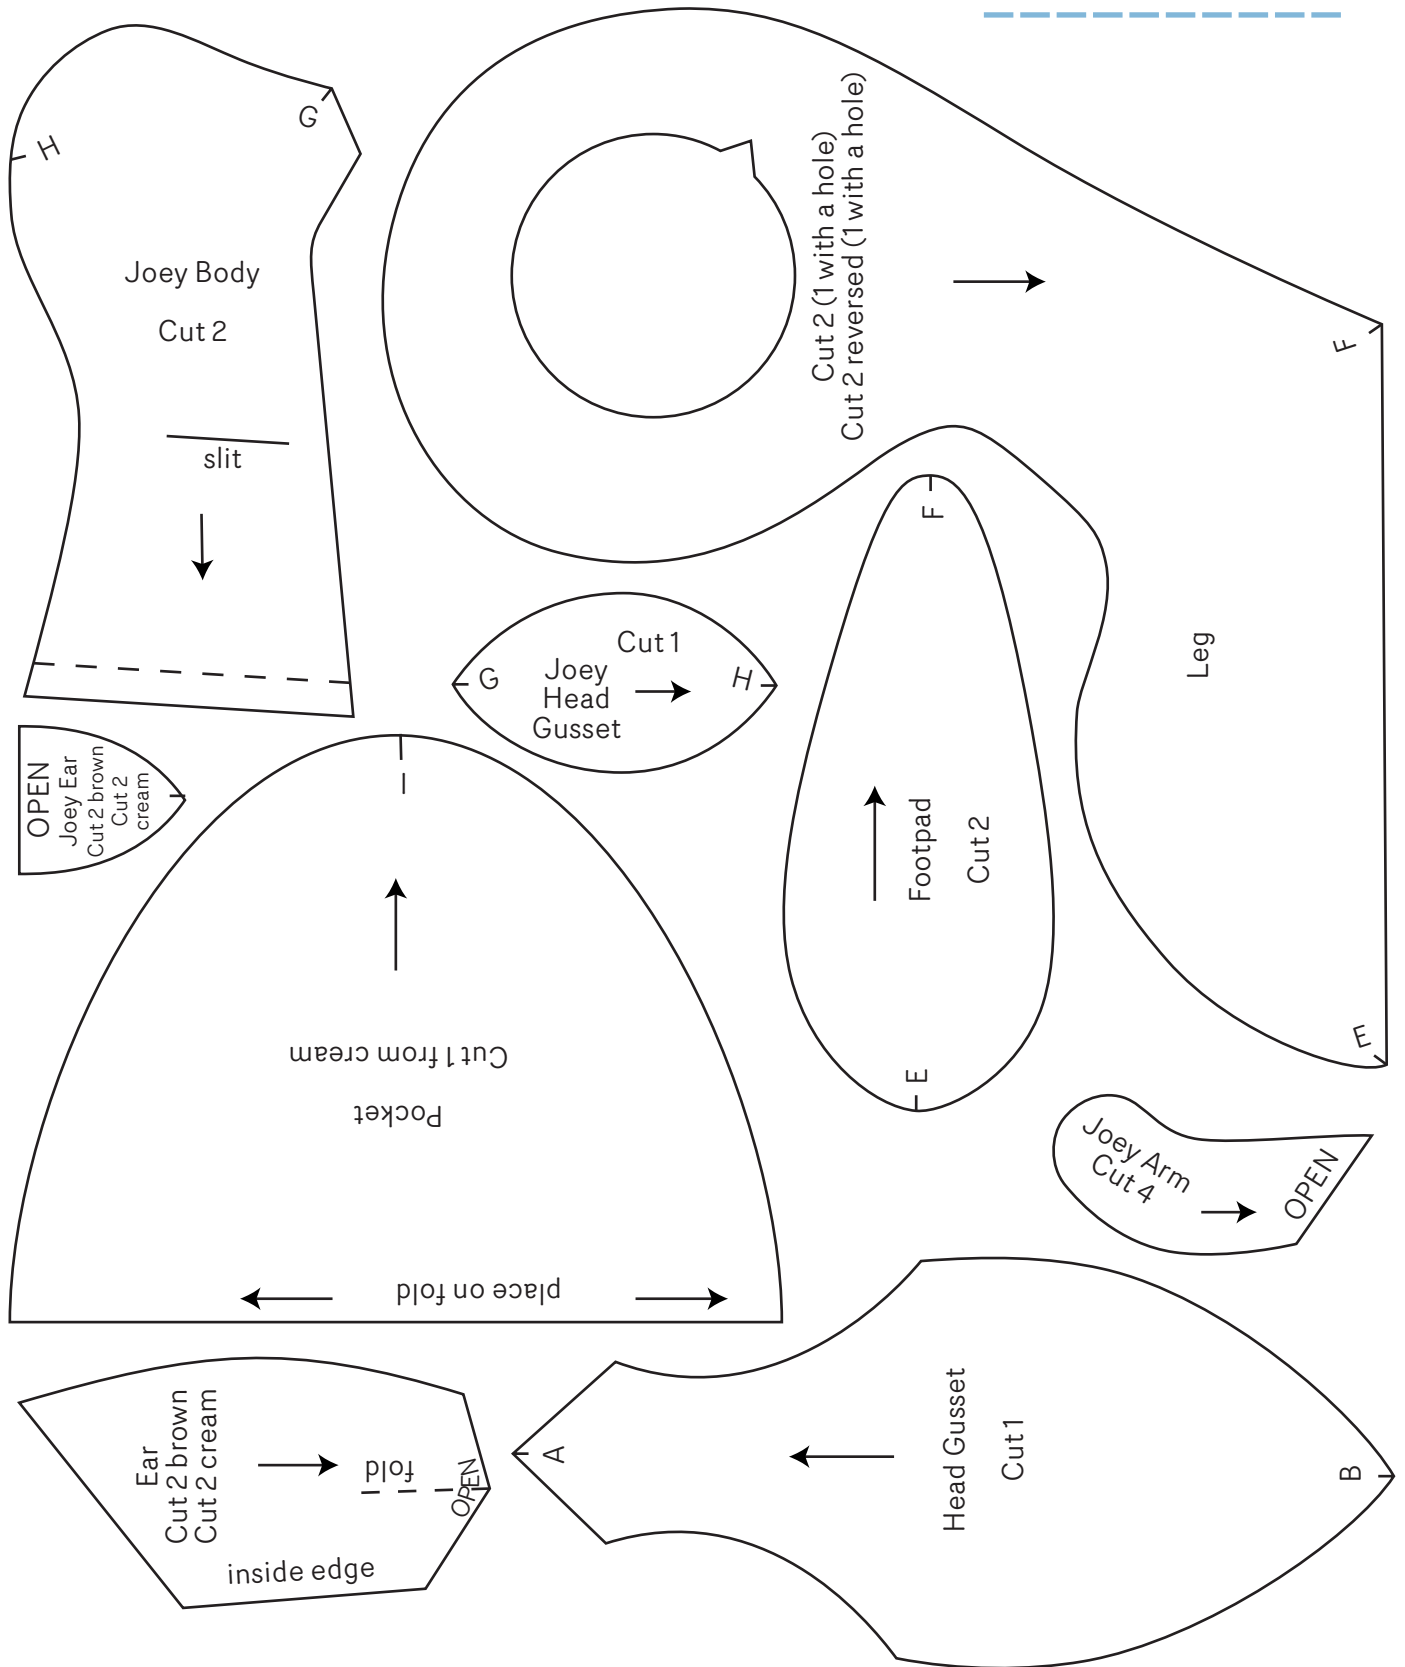 G
H
Joey Body
Cut 2
slit
Cut 2 (1 with a hole)
Cut 2 reversed (1 with a hole)
F
Leg
E
Cut 1
G
Joey
Head
Gusset
H
F
Footpad
Cut 2
E
OPEN
Joey Ear
Cut 2 brown
Cut 2
cream
I
Pocket
Cut 1 from cream
place on fold
Joey Arm
Cut 4
OPEN
Ear
Cut 2 brown
Cut 2 cream
fold
OPEN
inside edge
A
Head Gusset
Cut 1
B